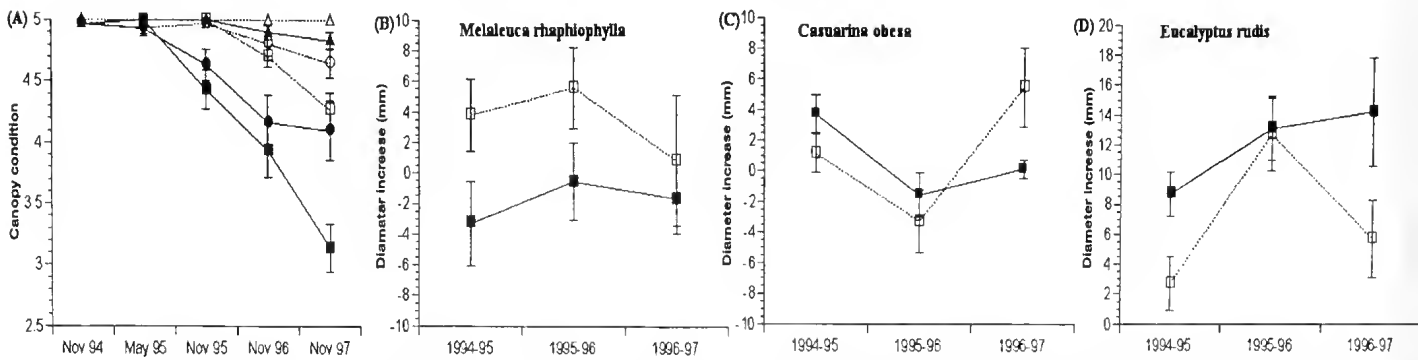 (A)
Canopy condition
5
4.5
4
3.5
3
2.5
Nov 94 May 95 Nov 95 Nov 96 Nov 97
(B)
Melaleuca rhaphiophylla
Diamatar increese (mm)
10
8
6
4
2
0
-2
-4
-6
-8
-10
1994-95 1995-96 1996-97
(C)
Casuarina obesa
Diameter increase (mm)
10
8
6
4
2
0
-2
-4
-6
-8
-10
1994-95 1995-96 1996-97
(D)
Eucalyptus rudis
Diameter increese (mm)
20
18
16
14
12
10
8
6
4
2
0
1994-95 1995-96 1996-97